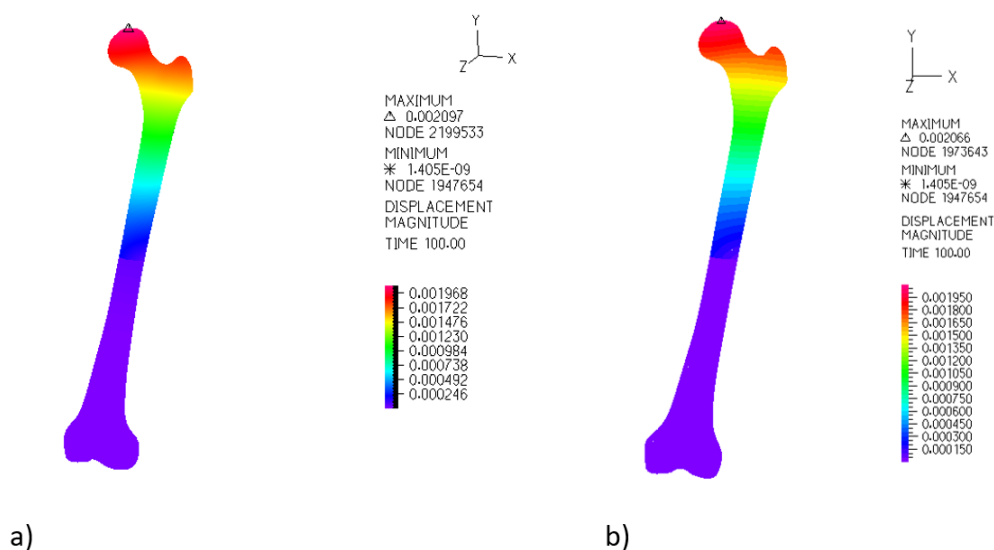 Y
X
Z
MAXIMUM
△ 0.002097
NODE 2199533
MINIMUM
✳ 1.405E-09
NODE 1947654
DISPLACEMENT
MAGNITUDE
TIME 100.00
0.001968
0.001722
0.001476
0.001230
0.000984
0.000738
0.000492
0.000246
a)
Y
X
Z
MAXIMUM
△ 0.002066
NODE 1973643
MINIMUM
✳ 1.405E-09
NODE 1947654
DISPLACEMENT
MAGNITUDE
TIME 100.00
0.001950
0.001800
0.001650
0.001500
0.001350
0.001200
0.001050
0.000900
0.000750
0.000600
0.000450
0.000300
0.000150
b)